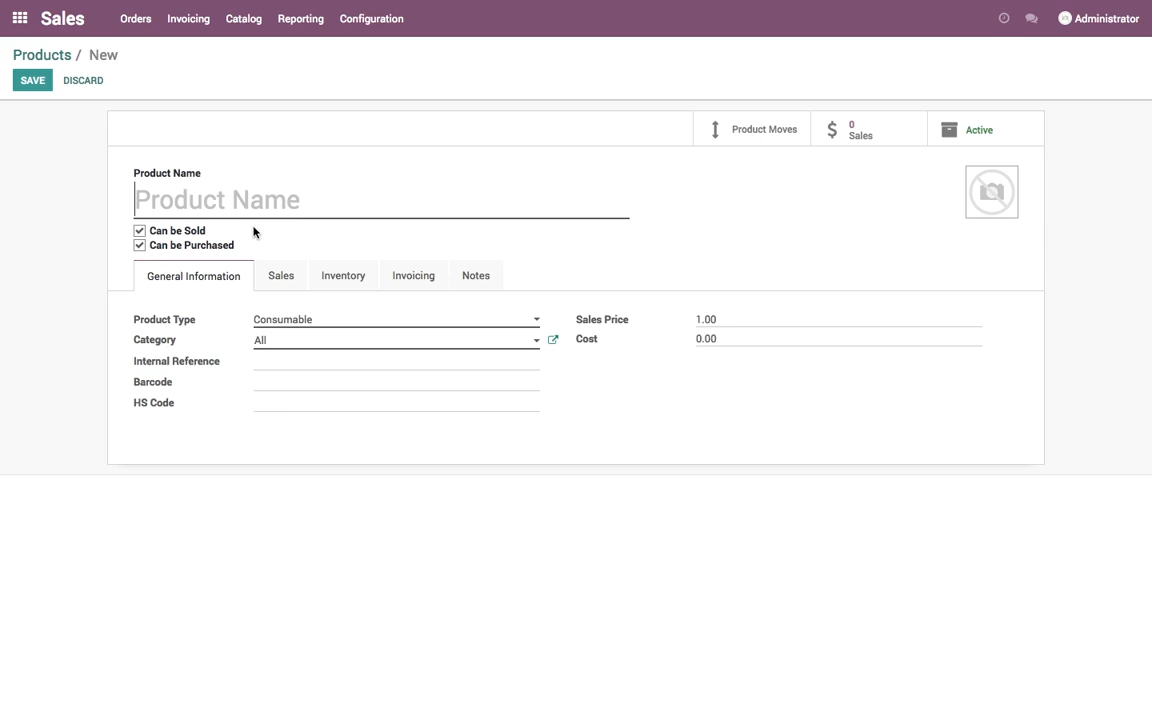 Sales Orders Invoicing Catalog Reporting Configuration Administrator
Products / New
SAVE DISCARD
Product Moves 0 Sales Active
Product Name
Product Name
Can be Sold
Can be Purchased
General Information Sales Inventory Invoicing Notes
Product Type Consumable Sales Price 1.00
Category All Cost 0.00
Internal Reference
Barcode
HS Code